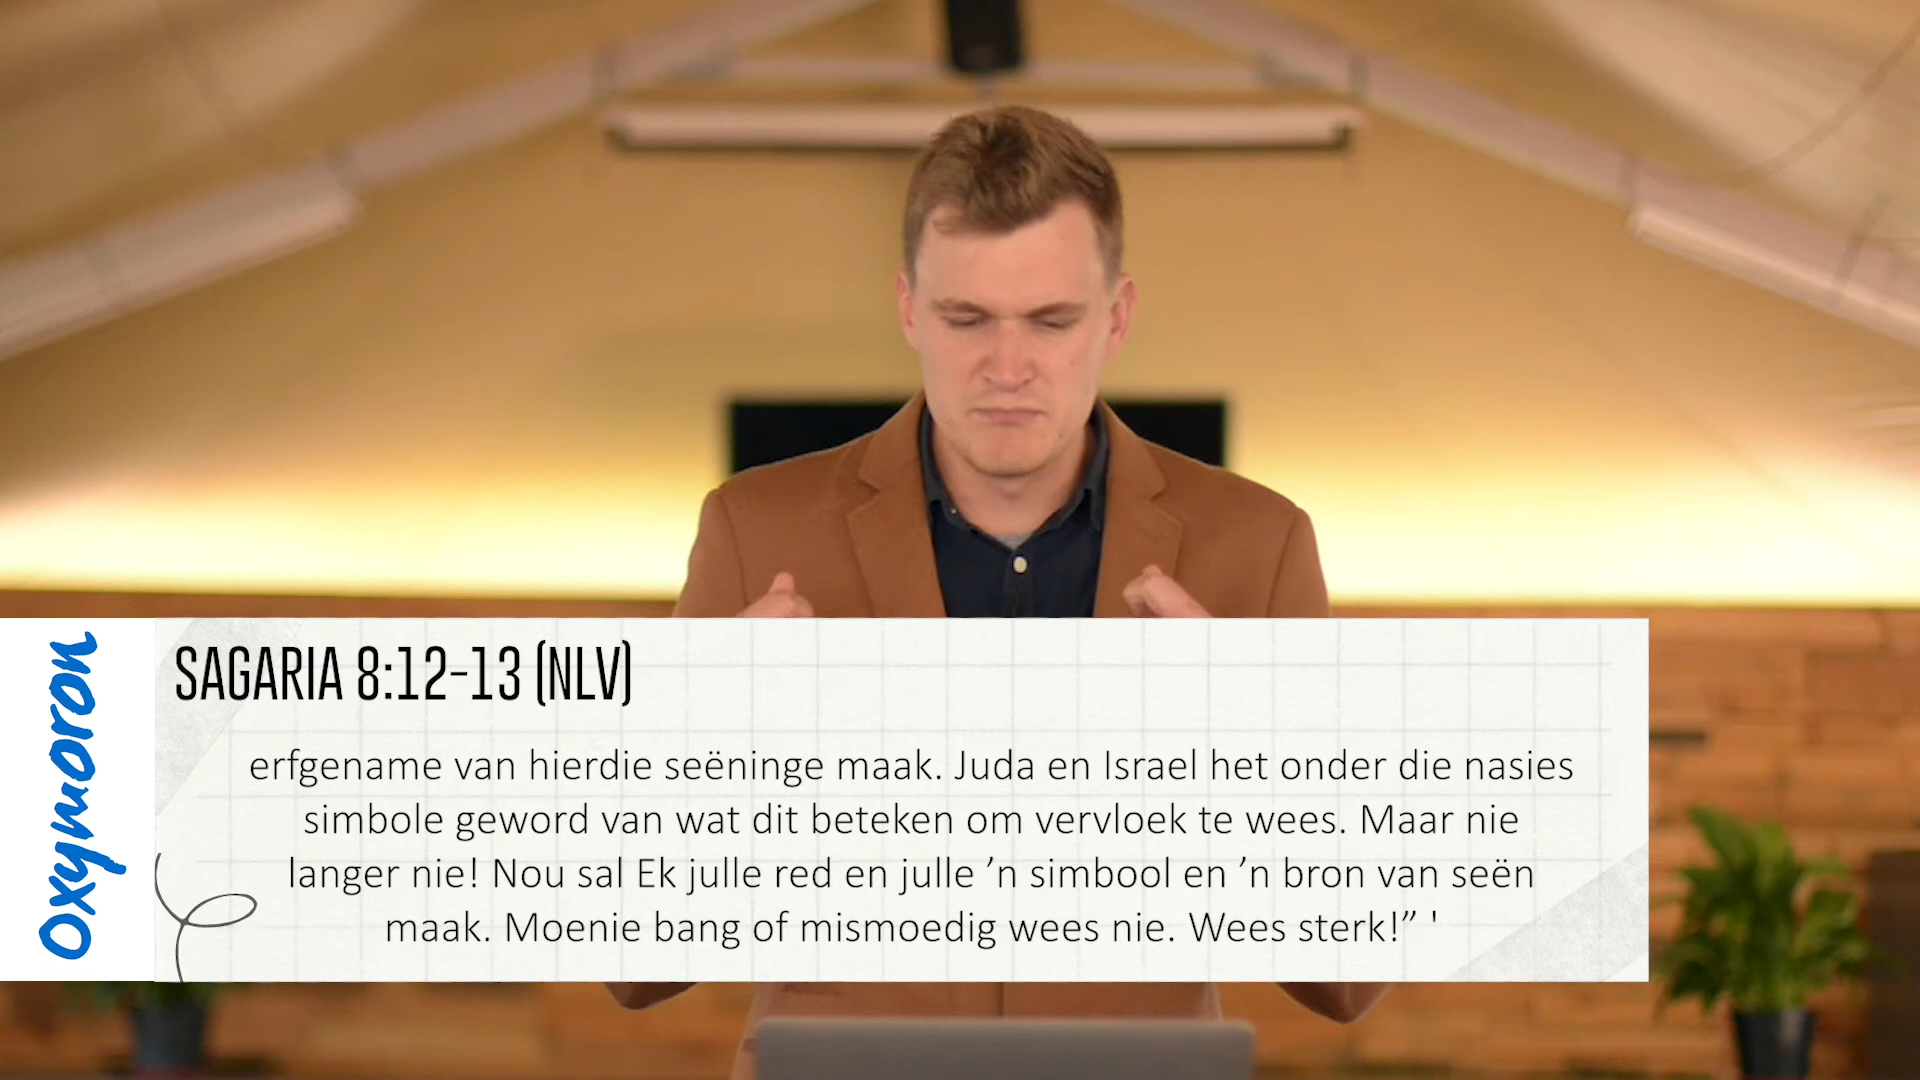 Oxymoron
SAGARIA 8:12-13 (NLV)
erfgename van hierdie seëninge maak. Juda en Israel het onder die nasies
simbole geword van wat dit beteken om vervloek te wees. Maar nie
langer nie! Nou sal Ek julle red en julle ’n simbool en ’n bron van seën
maak. Moenie bang of mismoedig wees nie. Wees sterk!” '